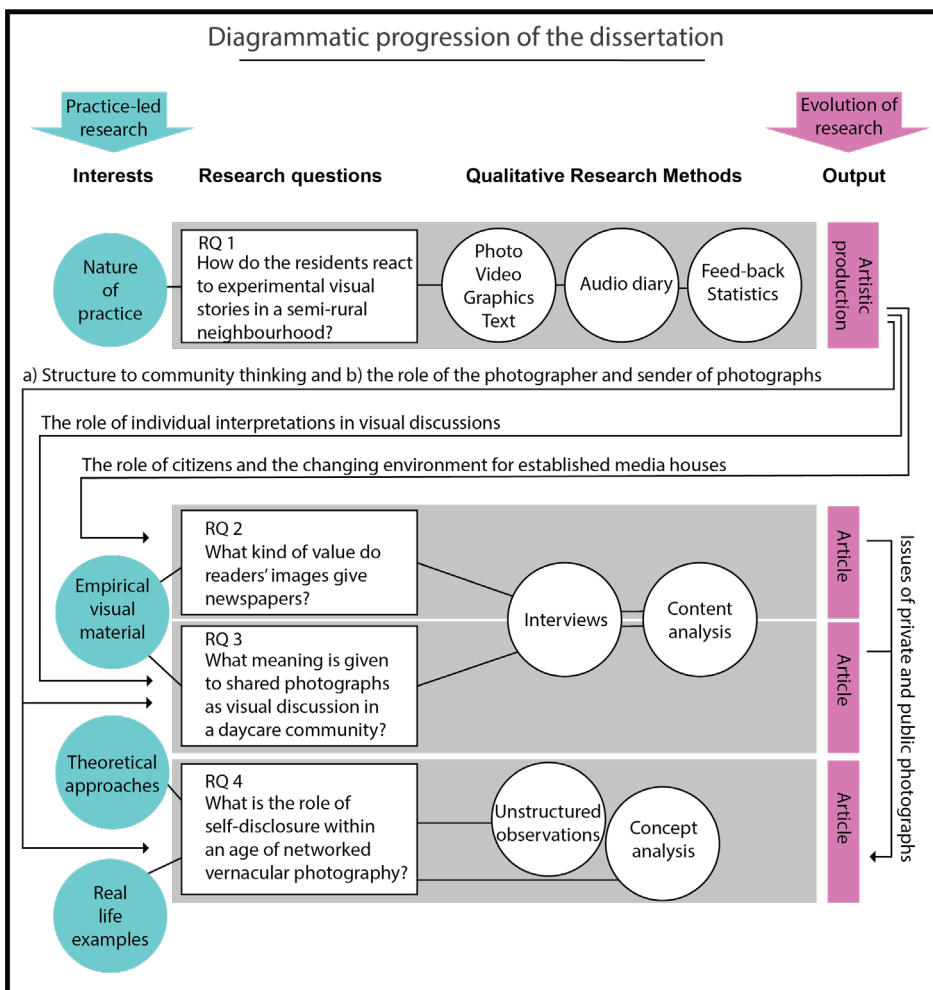 Diagrammatic progression of the dissertation
Practice-led
research
Evolution of
research
Interests
Research questions
Qualitative Research Methods
Output
Nature
of
practice
RQ 1
How do the residents react
to experimental visual
stories in a semi-rural
neighbourhood?
Photo
Video
Graphics
Text
Audio diary
Feed-back
Statistics
Artistic
production
a) Structure to community thinking and b) the role of the photographer and sender of photographs
The role of individual interpretations in visual discussions
The role of citizens and the changing environment for established media houses
Empirical
visual
material
RQ 2
What kind of value do
readers' images give
newspapers?
RQ 3
What meaning is given
to shared photographs
as visual discussion in
a daycare community?
Interviews
Content
analysis
Article
Article
Issues of private and public photographs
Theoretical
approaches
Real
life
examples
RQ 4
What is the role of
self-disclosure within
an age of networked
vernacular photography?
Unstructured
observations
Concept
analysis
Article